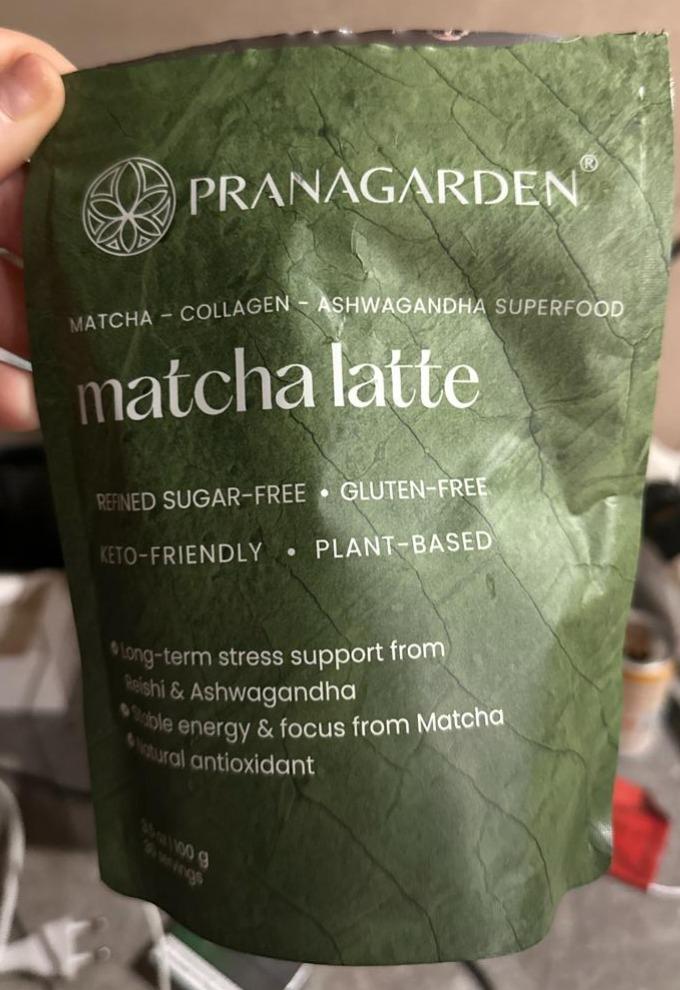 PRANAGARDEN®
MATCHA – COLLAGEN – ASHWAGANDHA SUPERFOOD
matcha latte
REFINED SUGAR-FREE • GLUTEN-FREE
KETO-FRIENDLY • PLANT-BASED
• Long-term stress support from
Reishi & Ashwagandha
• Stable energy & focus from Matcha
• Natural antioxidant
100 g
servings